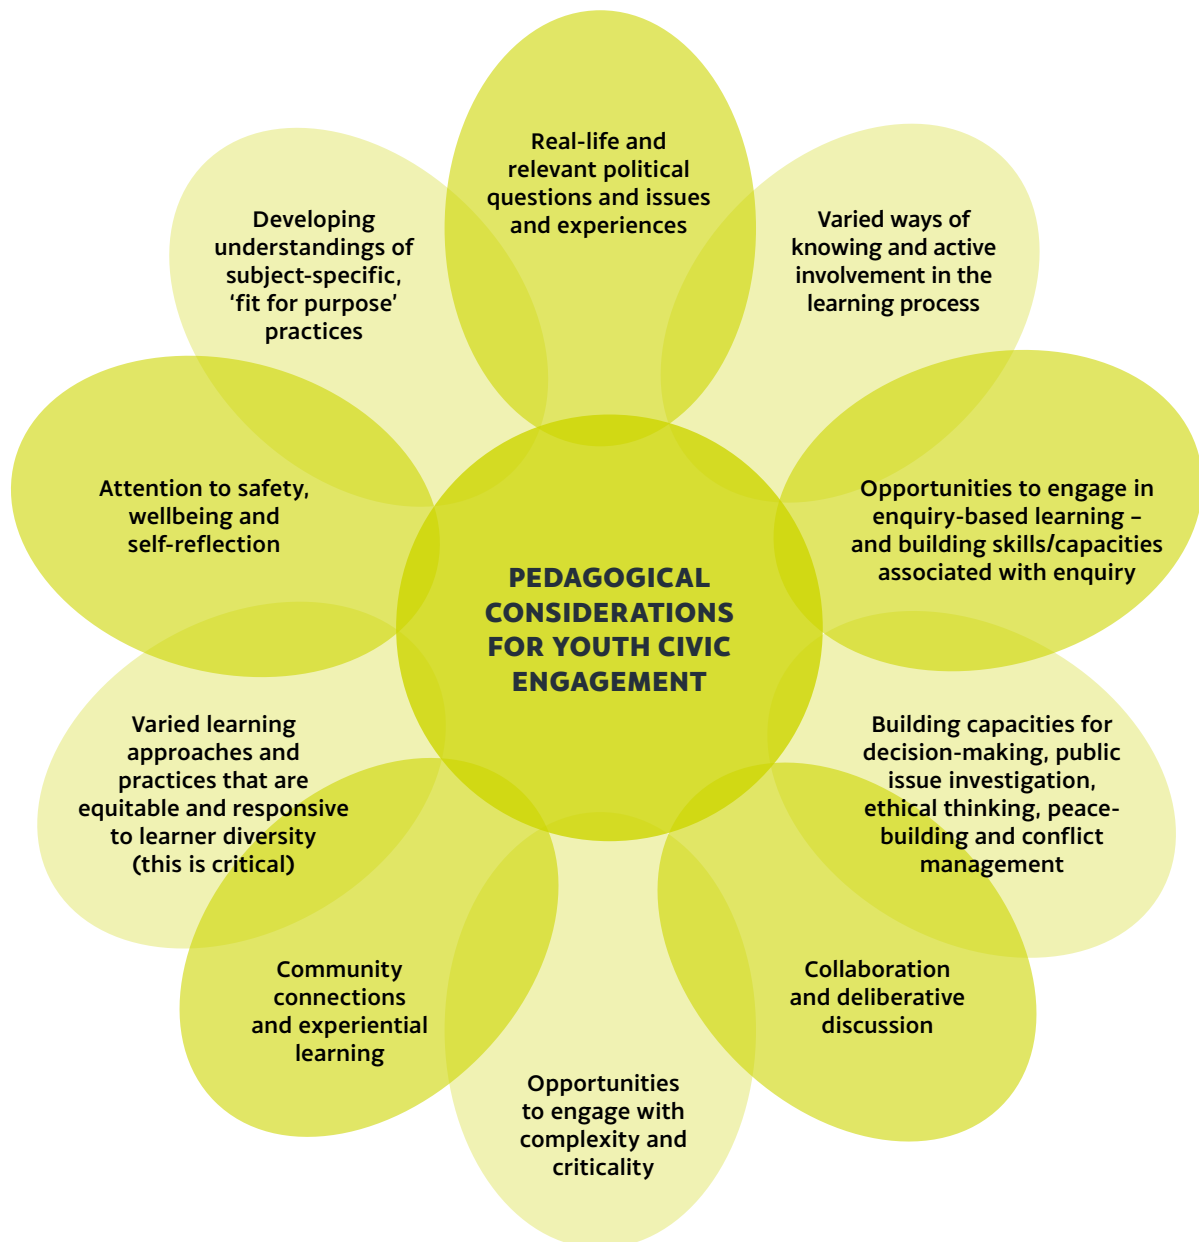 Real-life and
relevant political
questions and issues
and experiences
Varied ways of
knowing and active
involvement in the
learning process
Opportunities to engage in
enquiry-based learning –
and building skills/capacities
associated with enquiry
Building capacities for
decision-making, public
issue investigation,
ethical thinking, peace-
building and conflict
management
Collaboration
and deliberative
discussion
Opportunities
to engage with
complexity and
criticality
Community
connections
and experiential
learning
Varied learning
approaches and
practices that are
equitable and responsive
to learner diversity
(this is critical)
Attention to safety,
wellbeing and
self-reflection
Developing
understandings of
subject-specific,
‘fit for purpose’
practices
PEDAGOGICAL
CONSIDERATIONS
FOR YOUTH CIVIC
ENGAGEMENT